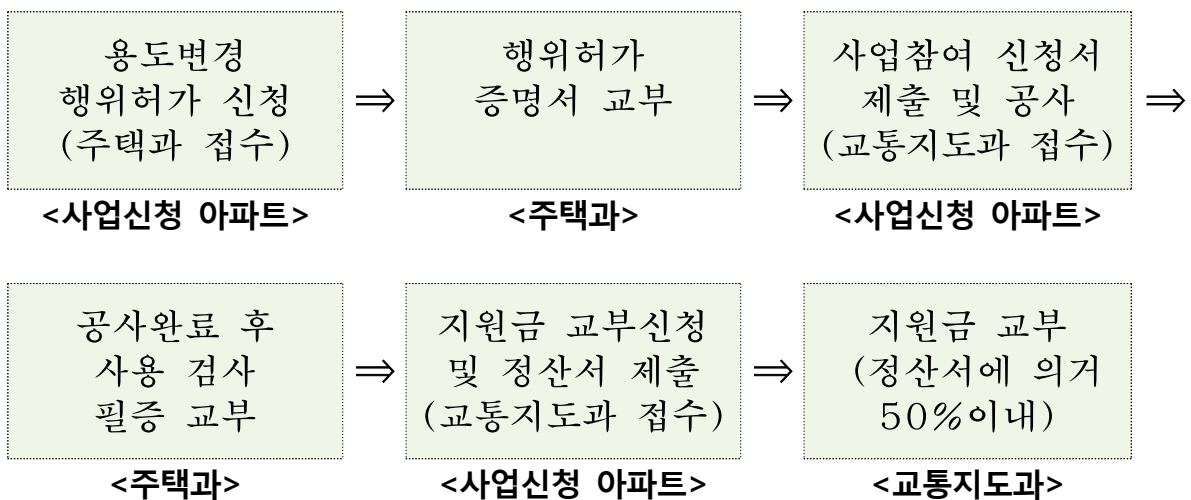 용도변경
행위허가 신청
(주택과 접수)
<사업신청 아파트>
⇒
행위허가
증명서 교부
<주택과>
⇒
사업참여 신청서
제출 및 공사
(교통지도과 접수)
<사업신청 아파트>
⇒
공사완료 후
사용 검사
필증 교부
<주택과>
⇒
지원금 교부신청
및 정산서 제출
(교통지도과 접수)
<사업신청 아파트>
⇒
지원금 교부
(정산서에 의거
50%이내)
<교통지도과>